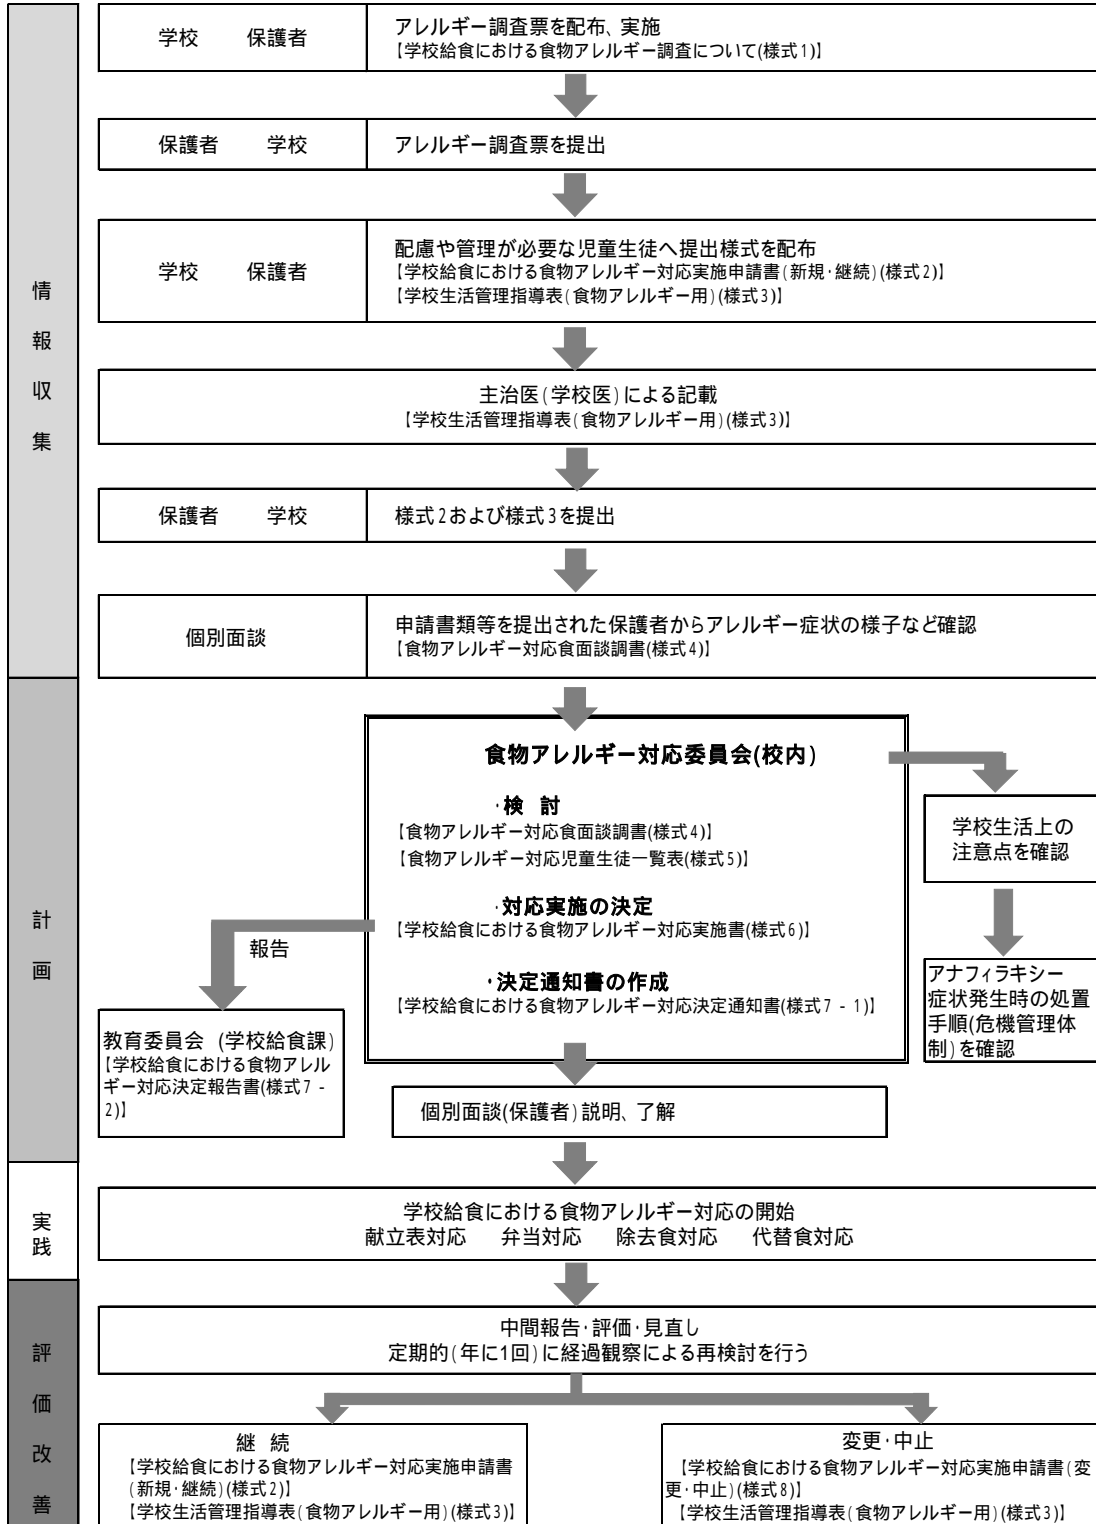 情報収集
学校　　保護者
アレルギー調査票を配布、実施
【学校給食における食物アレルギー調査について(様式1)】
保護者　　学校
アレルギー調査票を提出
学校　　保護者
配慮や管理が必要な児童生徒へ提出様式を配布
【学校給食における食物アレルギー対応実施申請書(新規・継続)(様式2)】
【学校生活管理指導表(食物アレルギー用)(様式3)】
主治医(学校医)による記載
【学校生活管理指導表(食物アレルギー用)(様式3)】
保護者　　学校
様式2および様式3を提出
個別面談
申請書類等を提出された保護者からアレルギー症状の様子など確認
【食物アレルギー対応食面談調書(様式4)】
計画
食物アレルギー対応委員会(校内)
・検　討
【食物アレルギー対応食面談調書(様式4)】
【食物アレルギー対応児童生徒一覧表(様式5)】
・対応実施の決定
【学校給食における食物アレルギー対応実施書(様式6)】
・決定通知書の作成
【学校給食における食物アレルギー対応決定通知書(様式7-1)】
学校生活上の
注意点を確認
アナフィラキシー
症状発生時の処置
手順(危機管理体
制)を確認
報告
教育委員会 (学校給食課)
【学校給食における食物アレル
ギー対応決定報告書(様式7-
2)】
個別面談(保護者)説明、了解
実践
学校給食における食物アレルギー対応の開始
献立表対応　弁当対応　除去食対応　代替食対応
評価改善
中間報告・評価・見直し
定期的(年に1回)に経過観察による再検討を行う
継　続
【学校給食における食物アレルギー対応実施申請書
(新規・継続)(様式2)】
【学校生活管理指導表(食物アレルギー用)(様式3)】
変更・中止
【学校給食における食物アレルギー対応実施申請書(変
更・中止)(様式8)】
【学校生活管理指導表(食物アレルギー用)(様式3)】